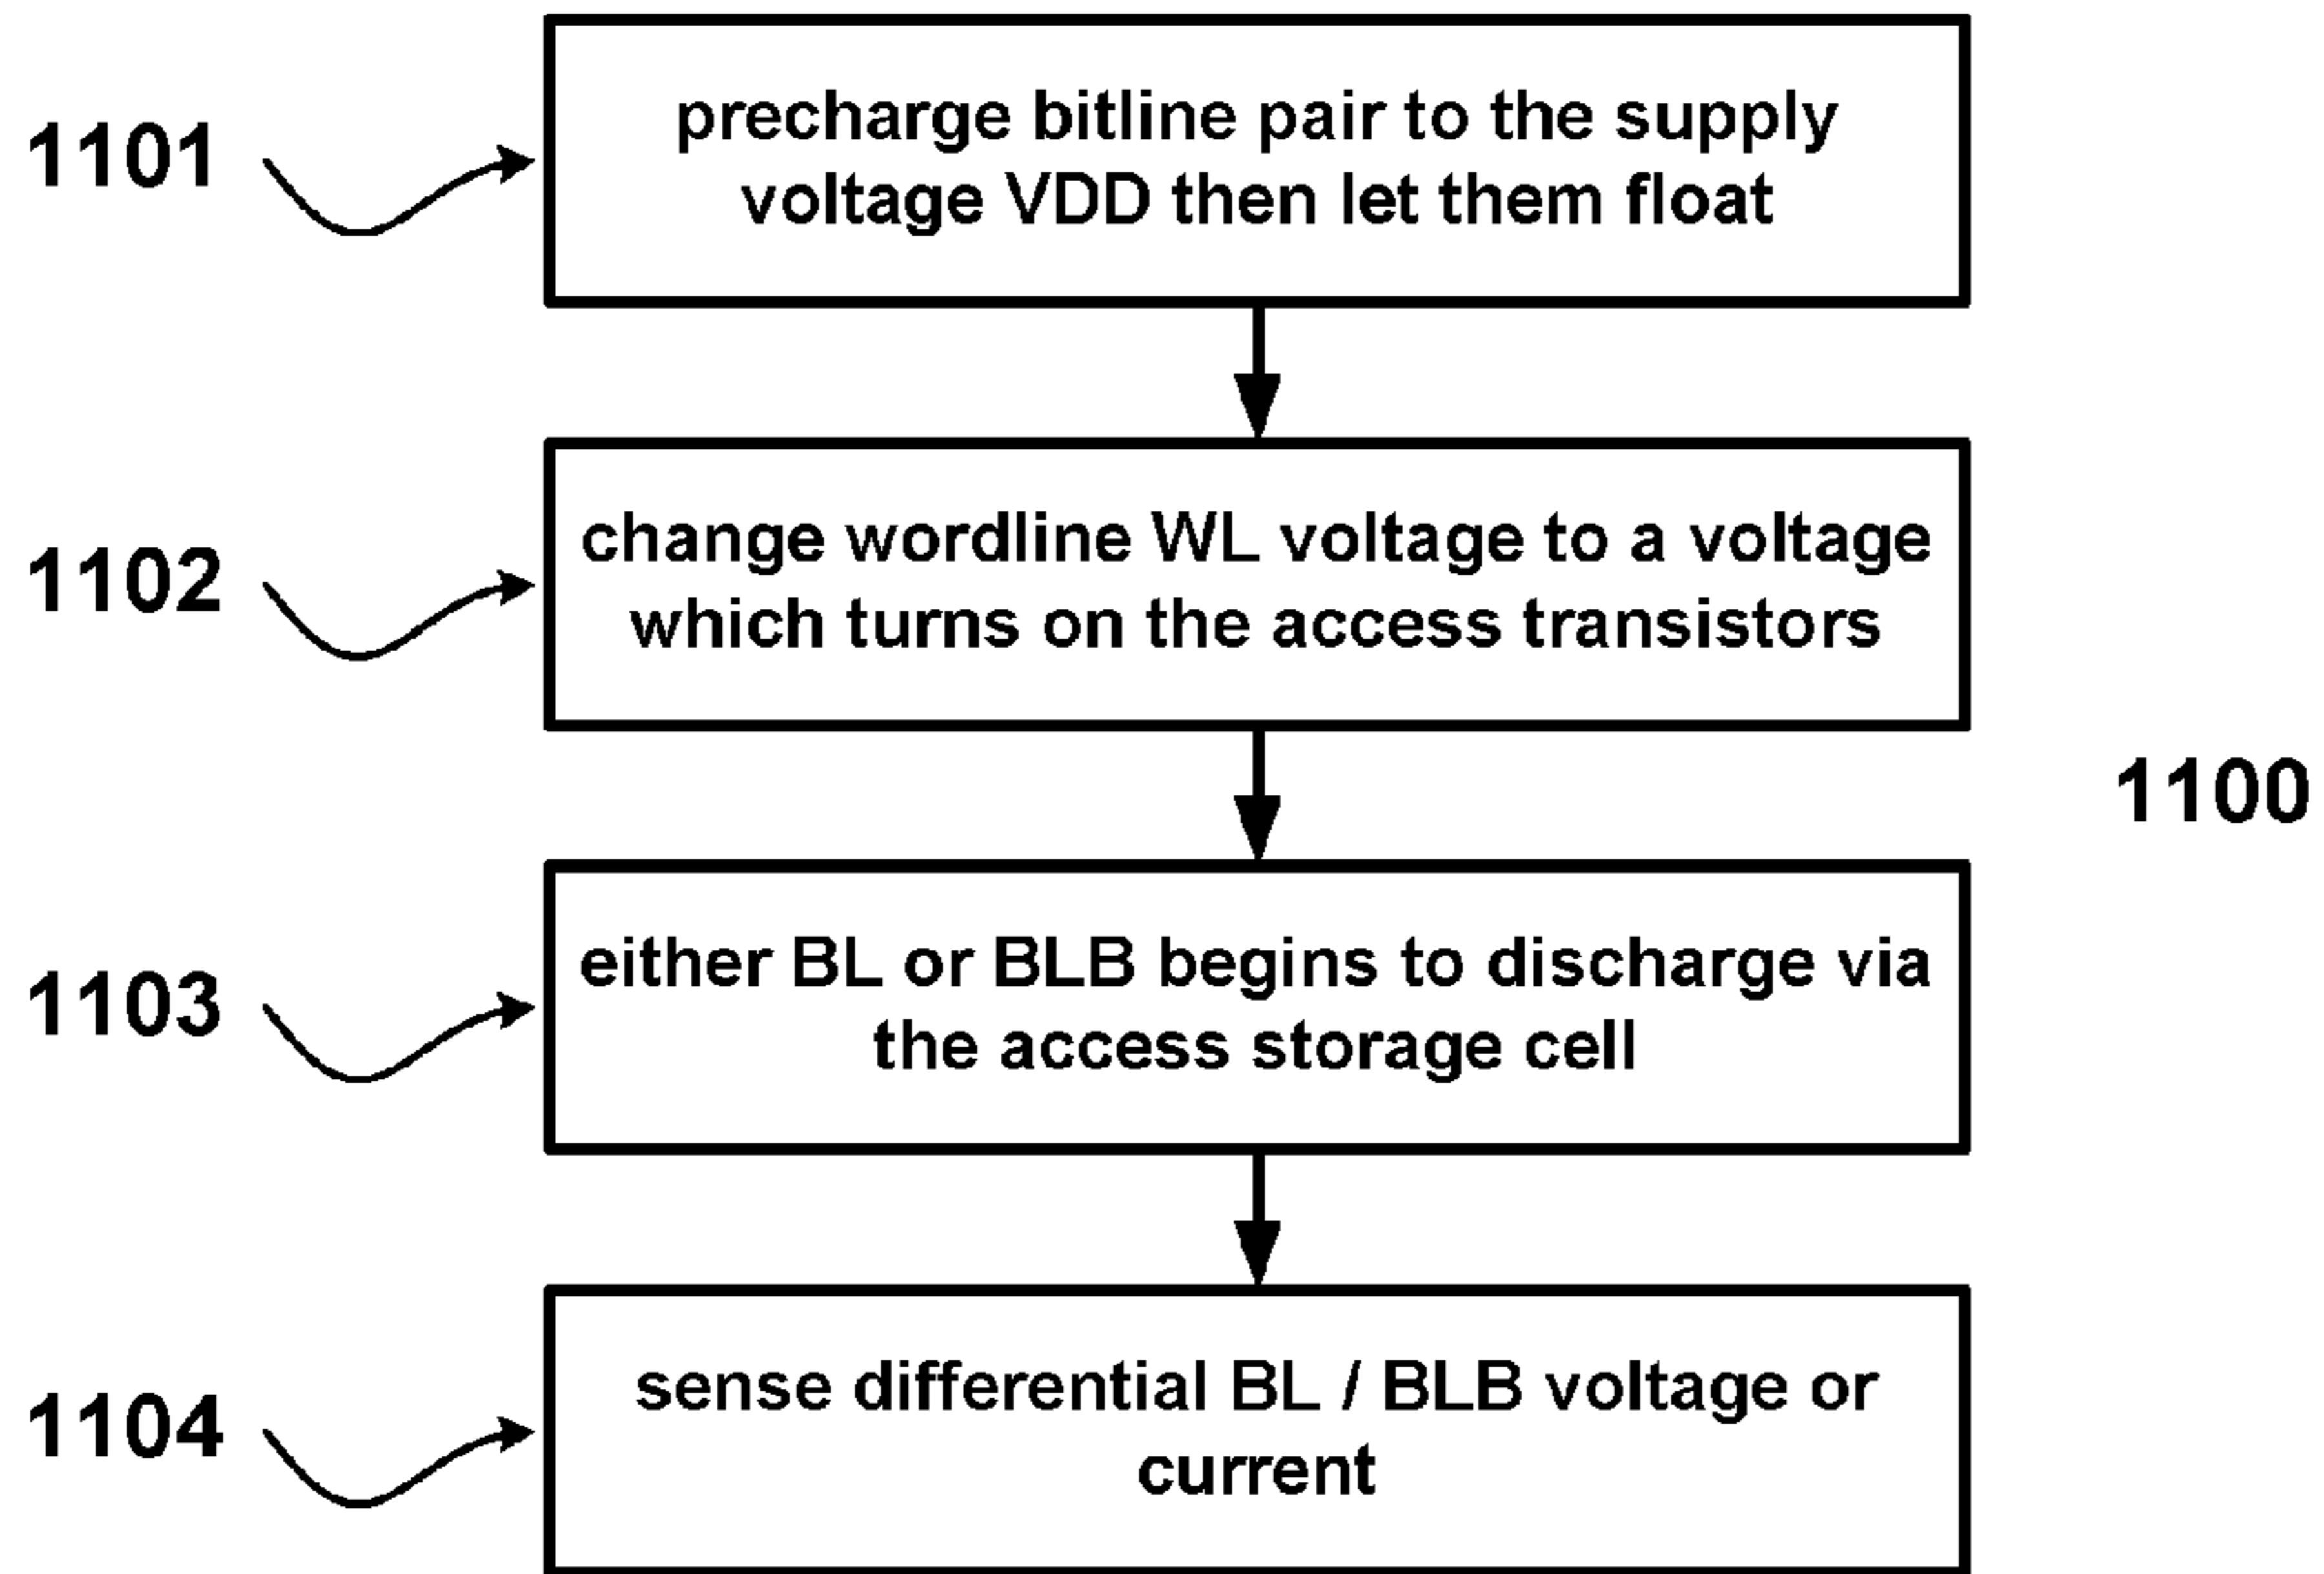 1101
precharge bitline pair to the supply
voltage VDD then let them float
1102
change wordline WL voltage to a voltage
which turns on the access transistors
1100
1103
either BL or BLB begins to discharge via
the access storage cell
1104
sense differential BL / BLB voltage or
current